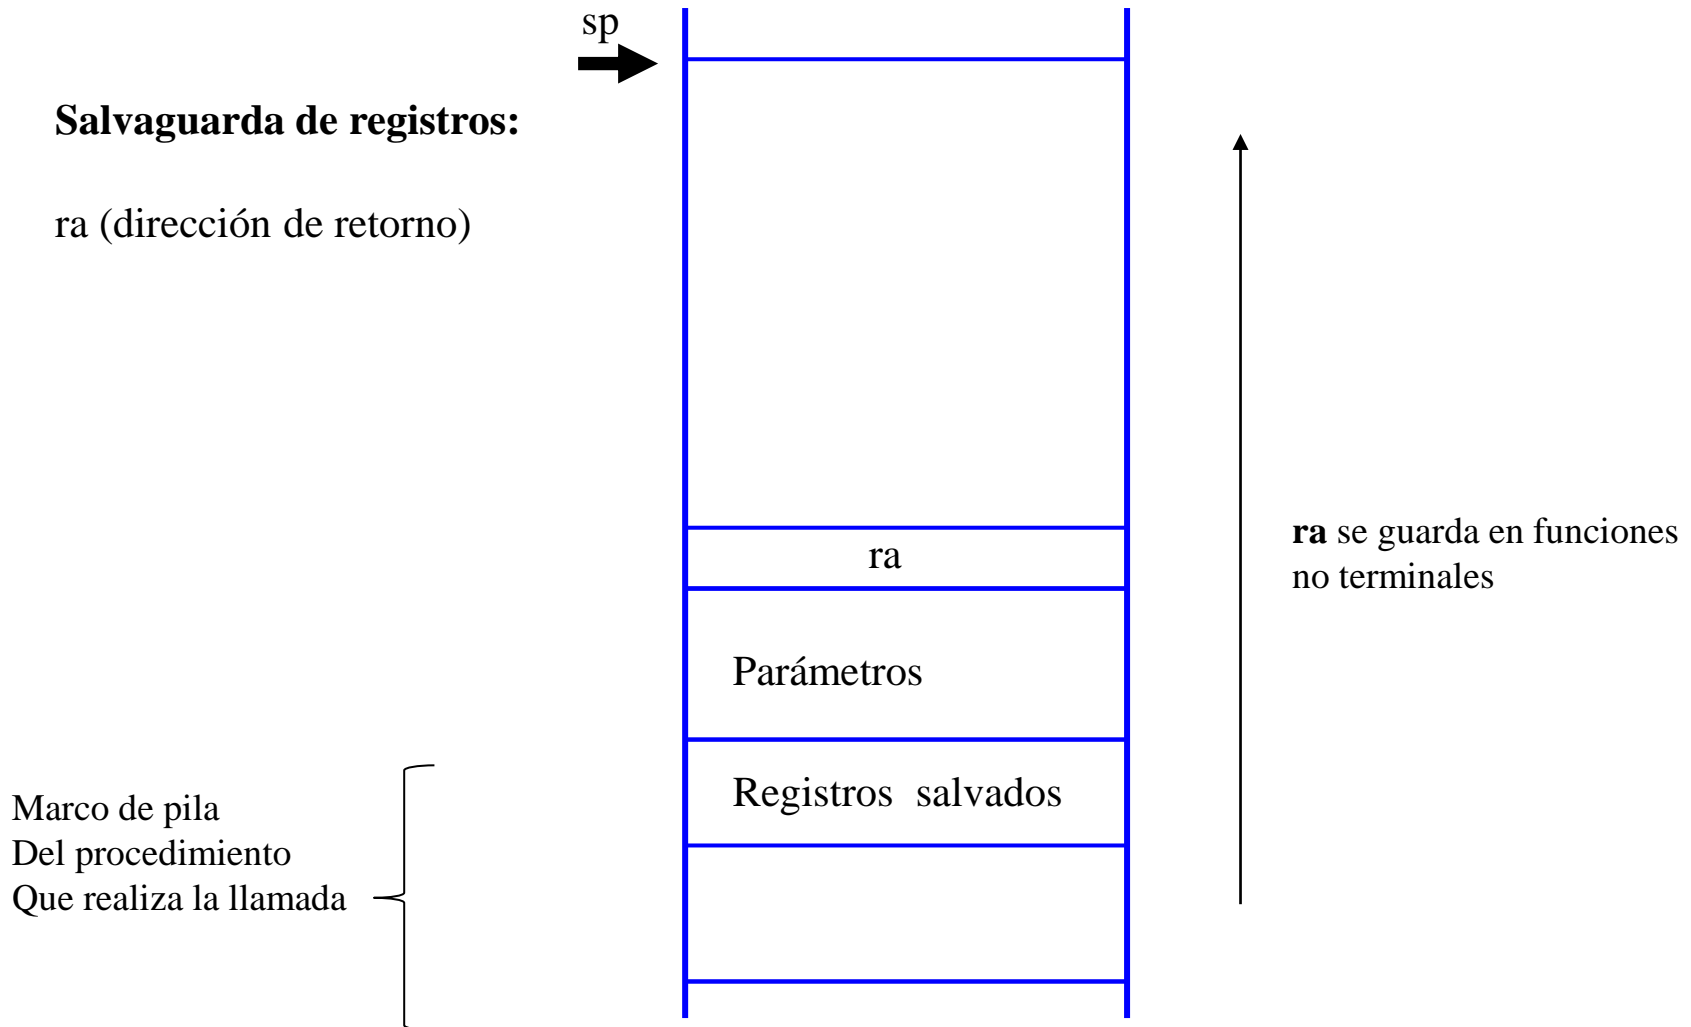 sp
Salvaguarda de registros:
ra (dirección de retorno)
ra se guarda en funciones
no terminales
ra
Parámetros
Registros salvados
Marco de pila
Del procedimiento
Que realiza la llamada